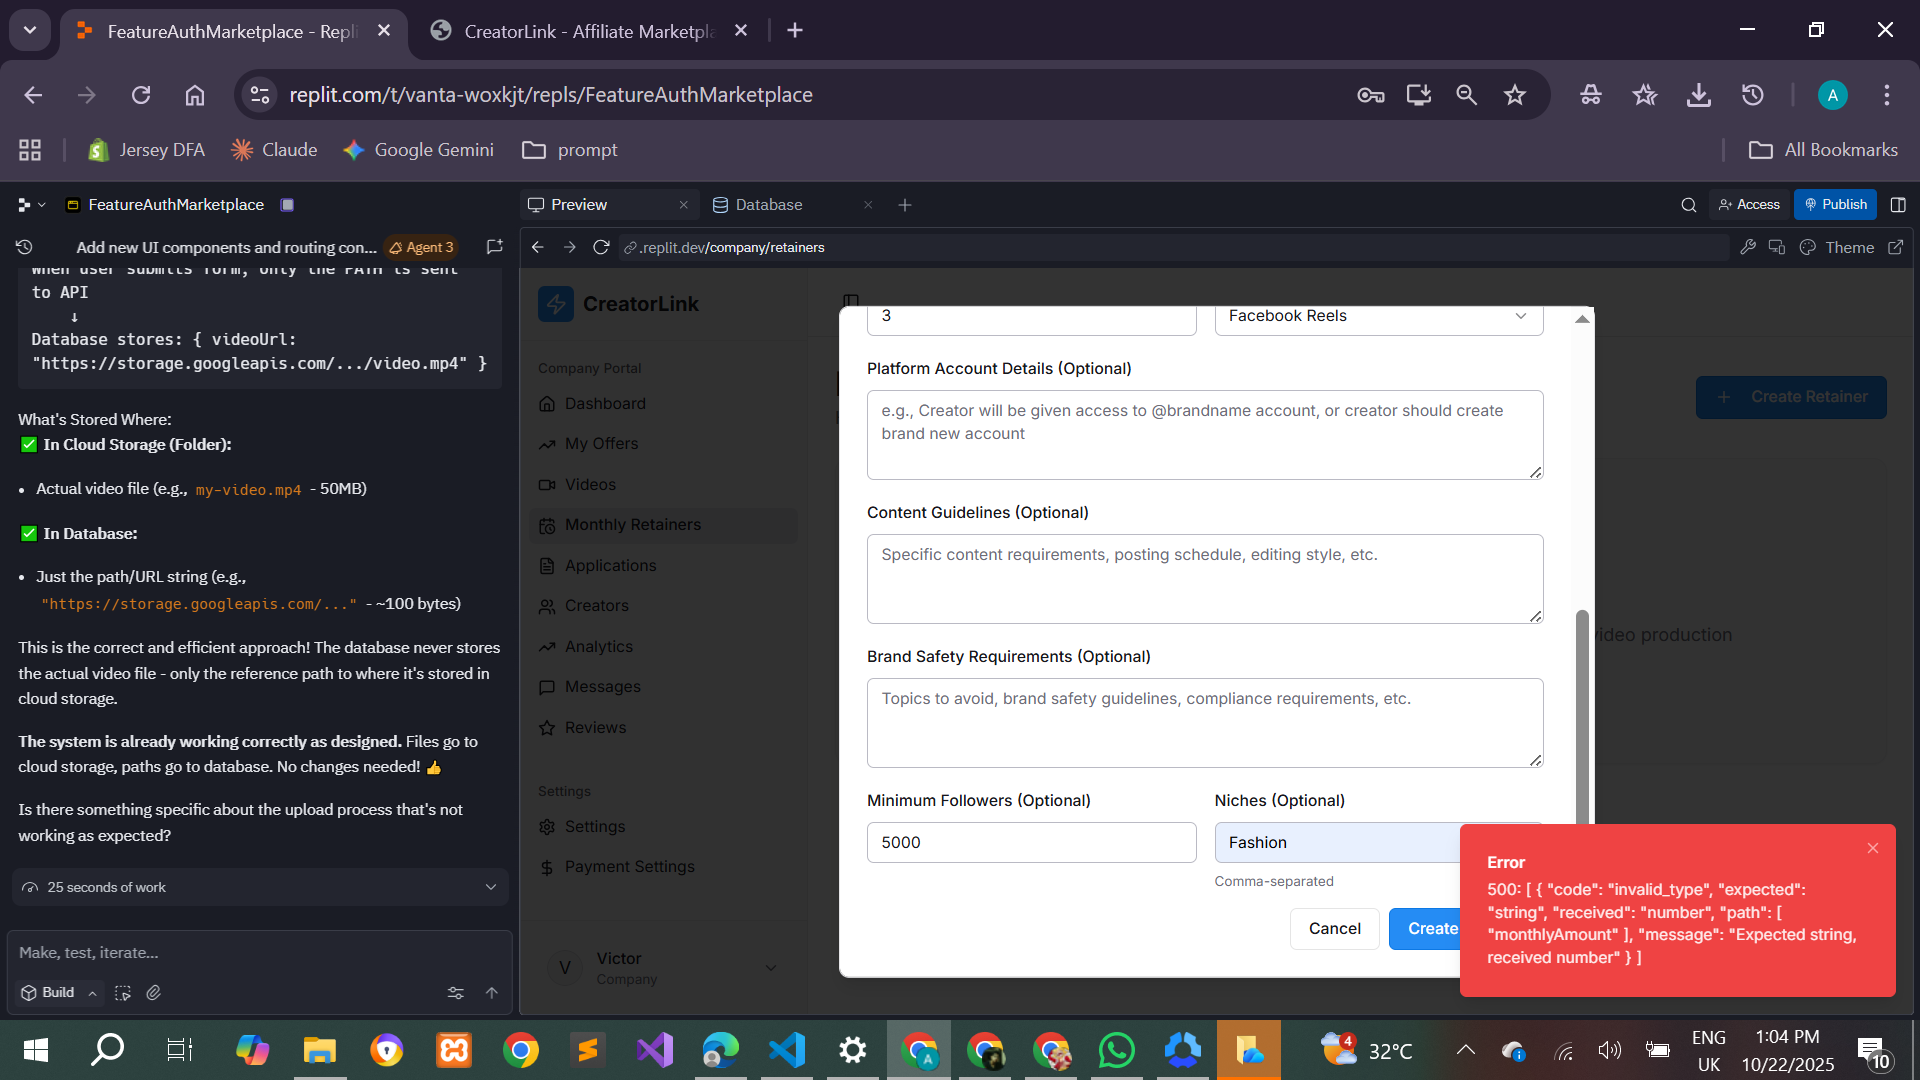 FeatureAuthMarketplace - Repli
CreatorLink - Affiliate Marketpla
replit.com/t/vanta-woxkjt/repls/FeatureAuthMarketplace
A
Jersey DFA
Claude
Google Gemini
prompt
All Bookmarks
FeatureAuthMarketplace
Preview
Database
Access
Publish
Add new UI components and routing con...
Agent 3
.replit.dev/company/retainers
Theme
When user submits form, only the PATH is sent
to API
↓
Database stores: { videoUrl:
"https://storage.googleapis.com/.../video.mp4" }
What's Stored Where:
✅ In Cloud Storage (Folder):
• Actual video file (e.g., my-video.mp4 - 50MB)
✅ In Database:
• Just the path/URL string (e.g.,
"https://storage.googleapis.com/..." - ~100 bytes)
This is the correct and efficient approach! The database never stores
the actual video file - only the reference path to where it's stored in
cloud storage.
The system is already working correctly as designed. Files go to
cloud storage, paths go to database. No changes needed! 👍
Is there something specific about the upload process that's not
working as expected?
25 seconds of work
Make, test, iterate...
Build
CreatorLink
Company Portal
Dashboard
My Offers
Videos
Monthly Retainers
Applications
Creators
Analytics
Messages
Reviews
Settings
Settings
Payment Settings
V
Victor
Company
Create Retainer
video production
3
Facebook Reels
Platform Account Details (Optional)
e.g., Creator will be given access to @brandname account, or creator should create
brand new account
Content Guidelines (Optional)
Specific content requirements, posting schedule, editing style, etc.
Brand Safety Requirements (Optional)
Topics to avoid, brand safety guidelines, compliance requirements, etc.
Minimum Followers (Optional)
Niches (Optional)
5000
Fashion
Comma-separated
Cancel
Create
Error
500: [ { "code": "invalid_type", "expected":
"string", "received": "number", "path": [
"monthlyAmount" ], "message": "Expected string,
received number" } ]
4
32°C
ENG
UK
1:04 PM
10/22/2025
10